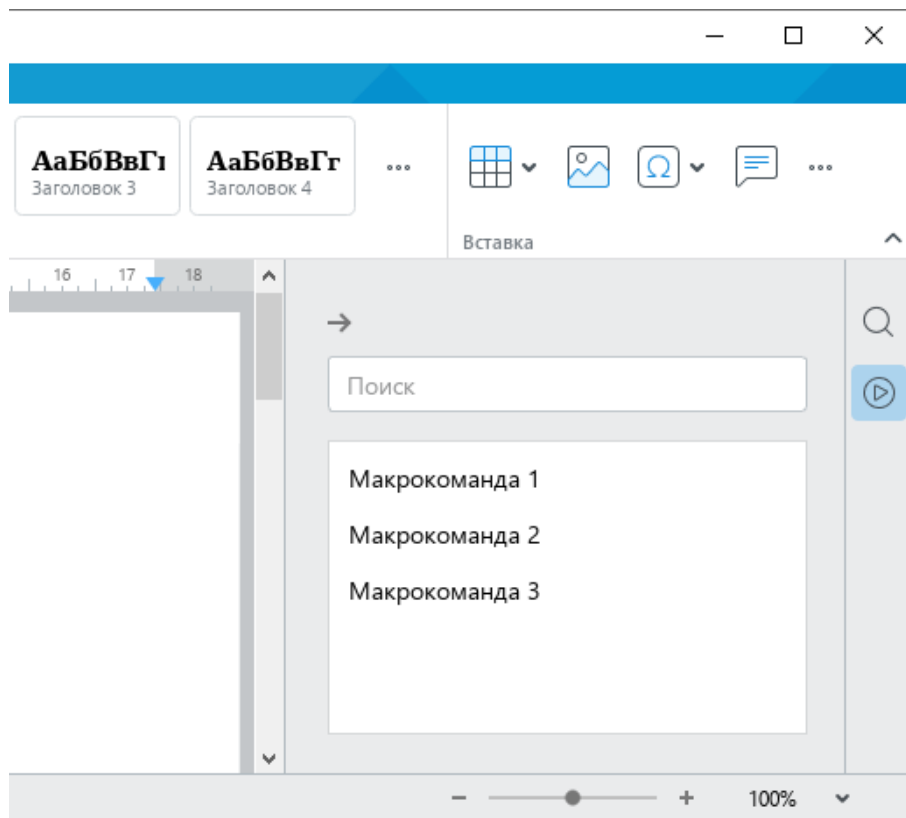 АаБбВвГг АаБбВвГг
Заголовок 3 Заголовок 4
Ω
Вставка
16 17 18
Поиск
Макрокоманда 1
Макрокоманда 2
Макрокоманда 3
100%